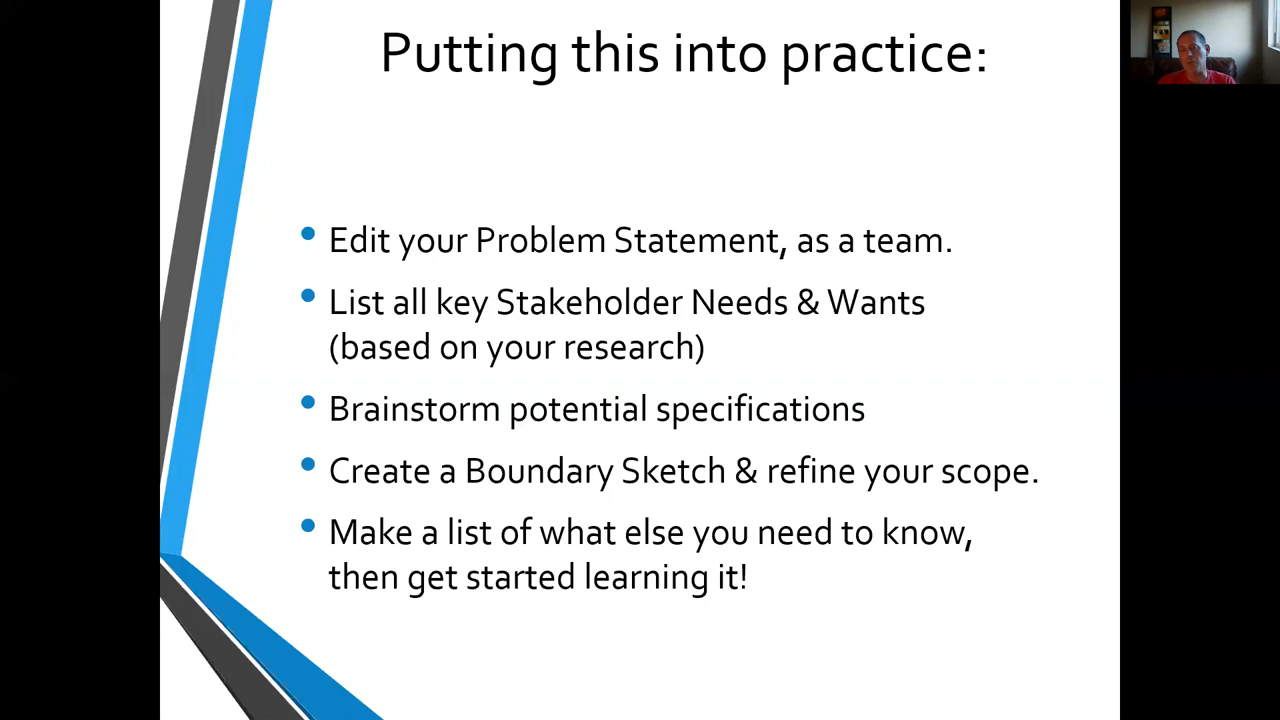 Putting this into practice:
• Edit your Problem Statement, as a team.
• List all key Stakeholder Needs & Wants
(based on your research)
• Brainstorm potential specifications
• Create a Boundary Sketch & refine your scope.
• Make a list of what else you need to know,
then get started learning it!